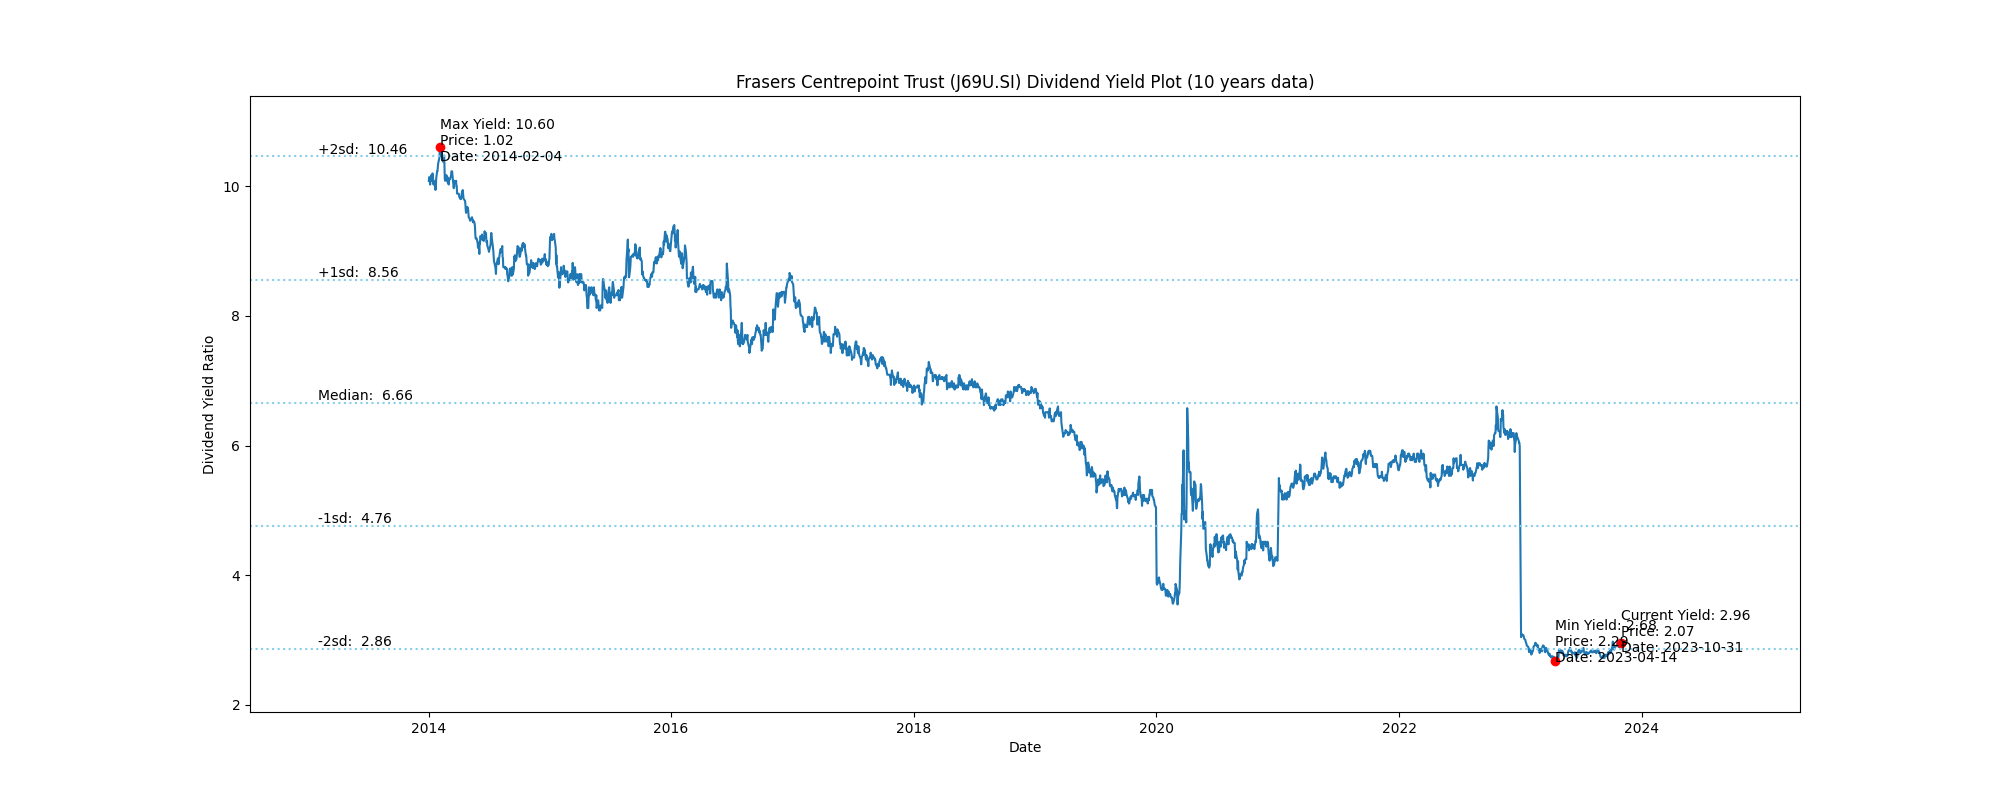 Frasers Centrepoint Trust (J69U.SI) Dividend Yield Plot (10 years data)
Max Yield: 10.60
Price: 1.02
Date: 2014-02-04
+2sd:  10.46
+1sd:  8.56
Median:  6.66
-1sd:  4.76
-2sd:  2.86
Min Yield: 2.68
Price: 2.29
Date: 2023-04-14
Current Yield: 2.96
Price: 2.07
Date: 2023-10-31
Dividend Yield Ratio
10
8
6
4
2
2014
2016
2018
2020
2022
2024
Date